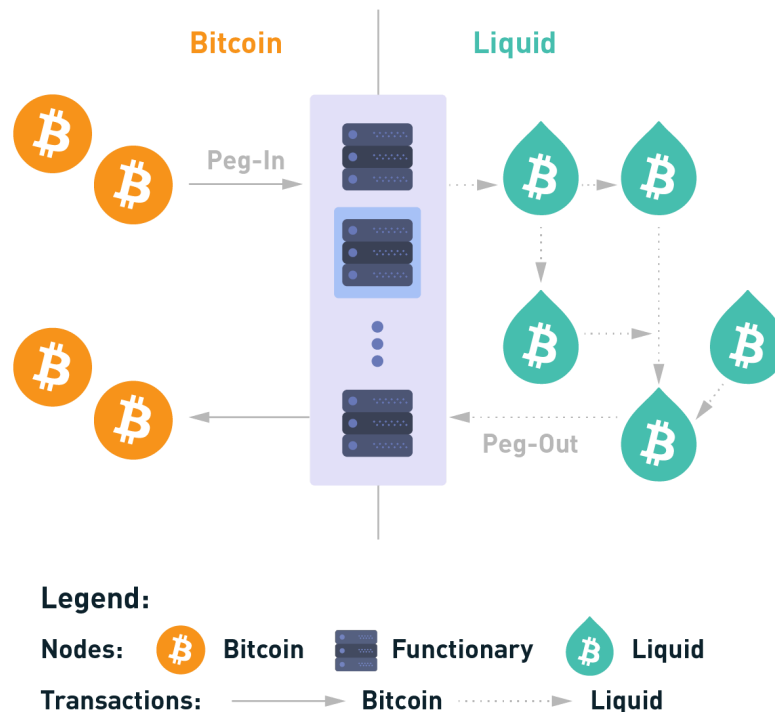 Bitcoin Liquid
Peg-In
Peg-Out
Legend:
Nodes: Bitcoin Functionary Liquid
Transactions: Bitcoin Liquid